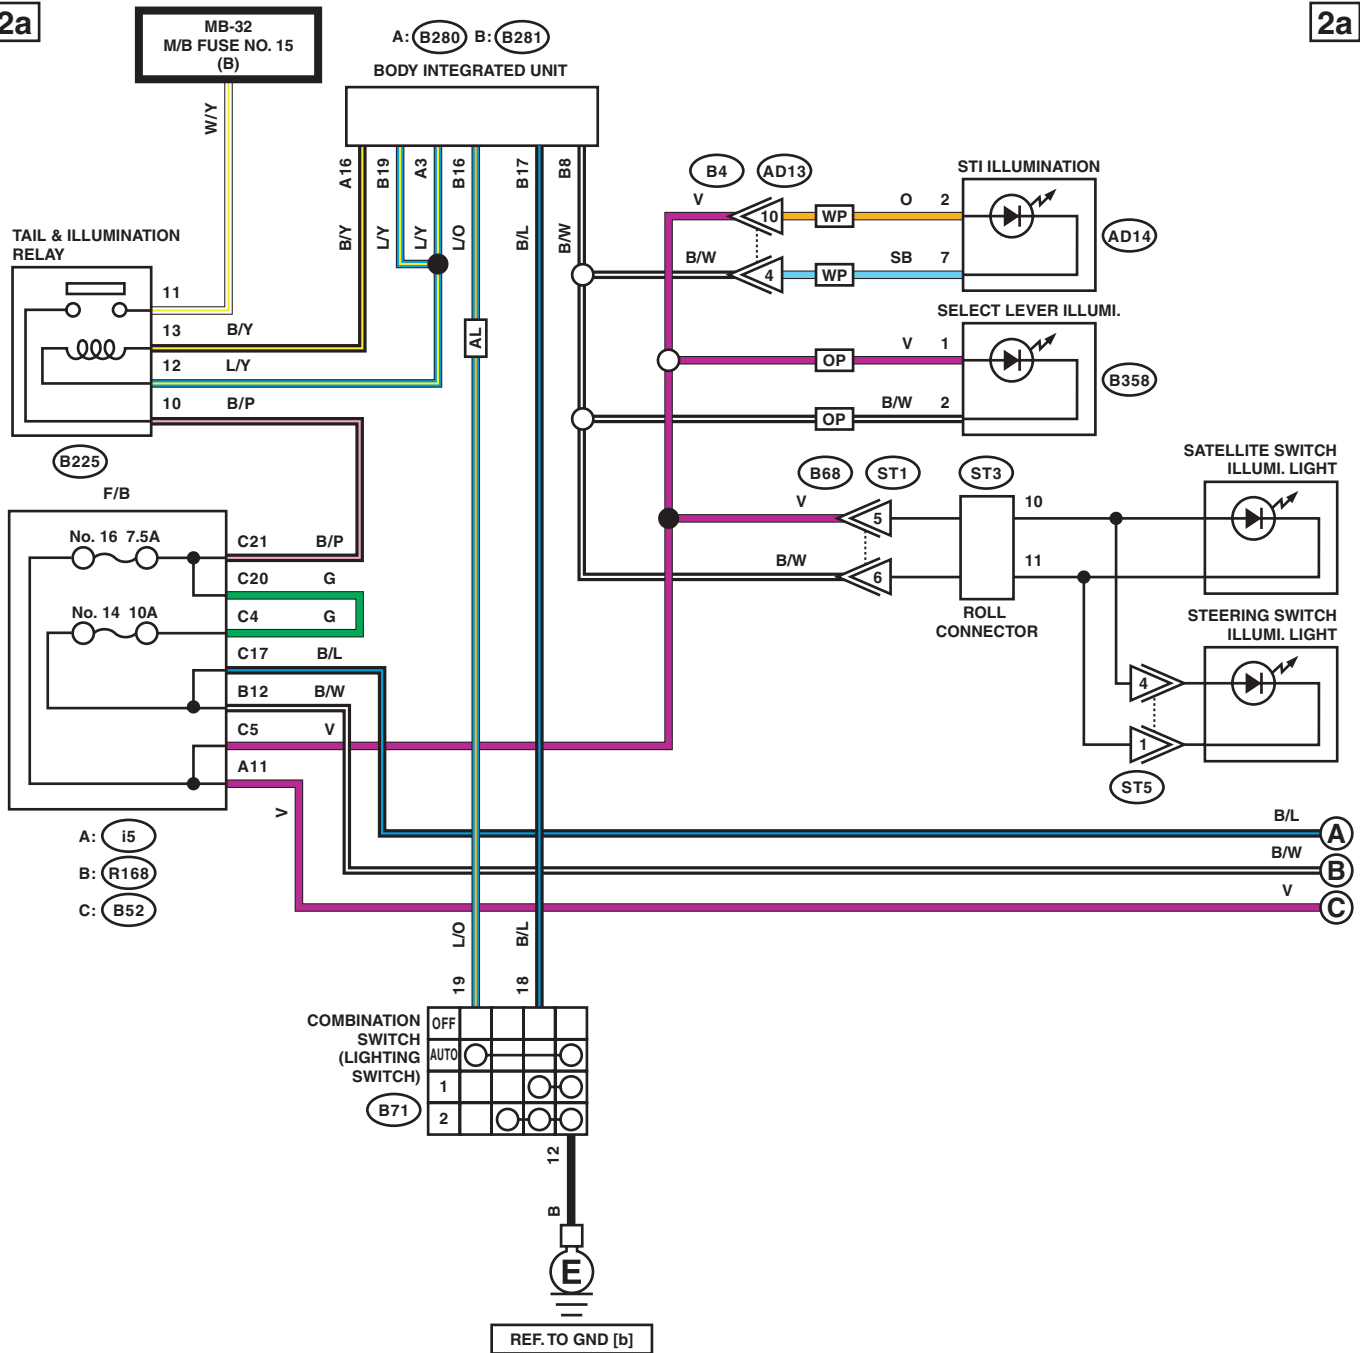 2a
2a
MB-32
M/B FUSE NO. 15
(B)
A: B280 B: B281
BODY INTEGRATED UNIT
W/Y
A16
B19
A3
B16
B17
B8
B/Y
L/Y
L/Y
L/O
B/L
B/W
AL
TAIL & ILLUMINATION
RELAY
11
13 B/Y
12 L/Y
10 B/P
B225
B4 AD13
V
10 WP O 2
B/W
4 WP SB 7
STI ILLUMINATION
AD14
SELECT LEVER ILLUMI.
OP V 1
OP B/W 2
B358
B68 ST1 ST3
V
5
10
B/W
6
11
ROLL
CONNECTOR
SATELLITE SWITCH
ILLUMI. LIGHT
STEERING SWITCH
ILLUMI. LIGHT
4
1
ST5
F/B
No. 16 7.5A
No. 14 10A
C21 B/P
C20 G
C4 G
C17 B/L
B12 B/W
C5 V
A11
V
A: i5
B: R168
C: B52
B/L
A
B/W
B
V
C
L/O
B/L
19
18
COMBINATION
SWITCH
(LIGHTING
SWITCH)
B71
OFF
AUTO
1
2
12
B
E
REF. TO GND [b]